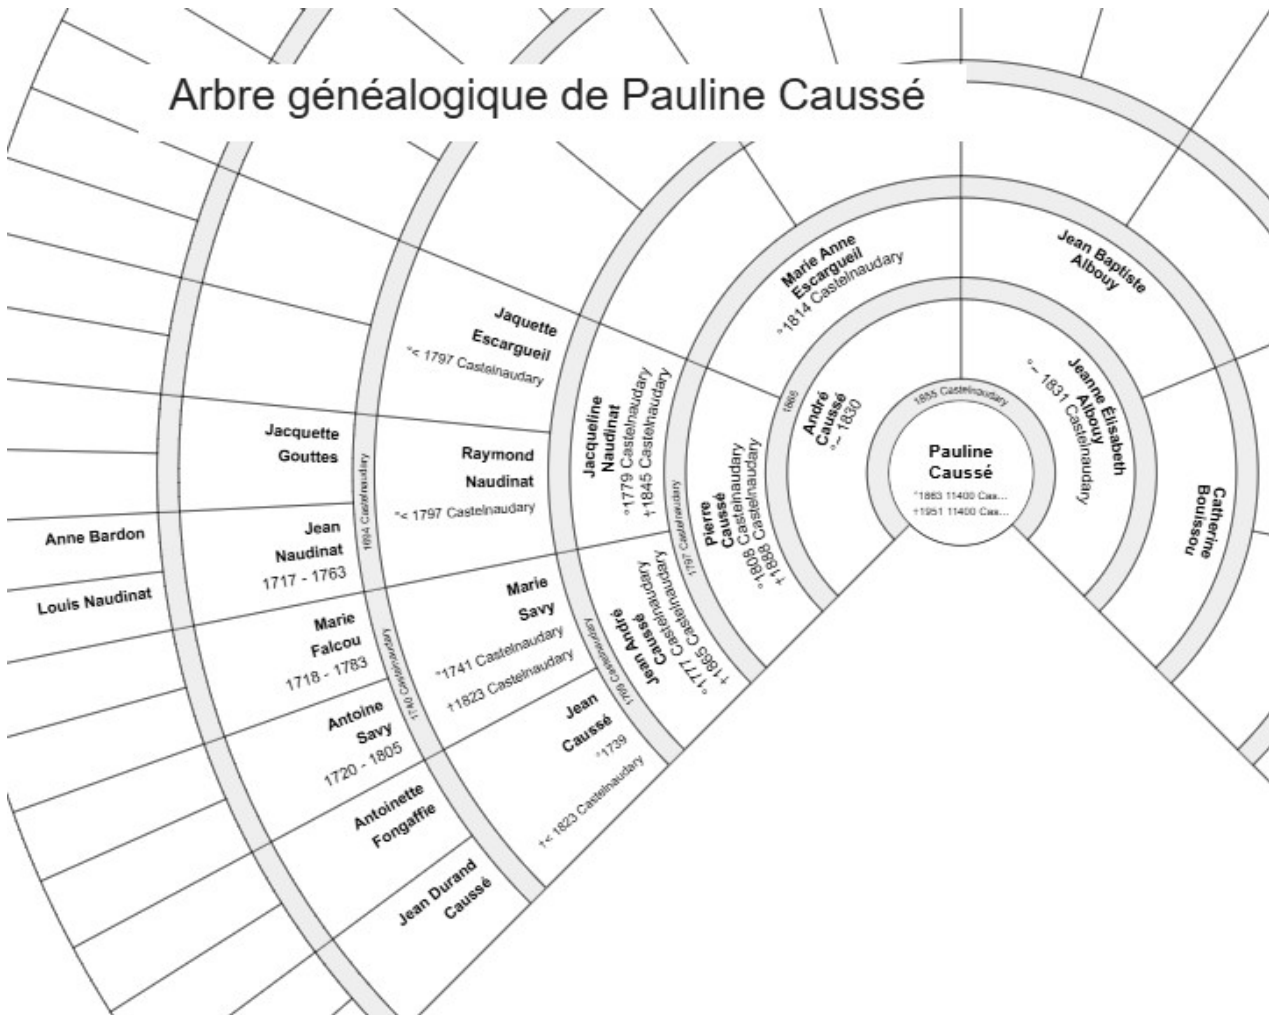 Arbre généalogique de Pauline Caussé
Pauline
Caussé
°1863 11400 Cas...
†1951 11400 Cas...
1855 Castelnaudary
André
Caussé
°~ 1830
Jeanne Élisabeth
Albouy
°~ 1831 Castelnaudary
Pierre
Caussé
°1808 Castelnaudary
†1888 Castelnaudary
Marie Anne
Escargueil
°1814 Castelnaudary
Jean Baptiste
Albouy
Catherine
Bouissou
1797 Castelnaudary
Jean André
Caussé
°1777 Castelnaudary
†1865 Castelnaudary
Jacqueline
Naudinat
°1779 Castelnaudary
†1845 Castelnaudary
Jean
Caussé
°1739
†< 1823 Castelnaudary
Marie
Savy
°1741 Castelnaudary
†1823 Castelnaudary
Raymond
Naudinat
°< 1797 Castelnaudary
Jaquette
Escargueil
°< 1797 Castelnaudary
1740 Castelnaudary
1694 Castelnaudary
Jean Durand
Caussé
Antoinette
Fongaffie
Antoine
Savy
1720 - 1805
Marie
Falcou
1718 - 1783
Jean
Naudinat
1717 - 1763
Jacquette
Gouttes
Louis Naudinat
Anne Bardon